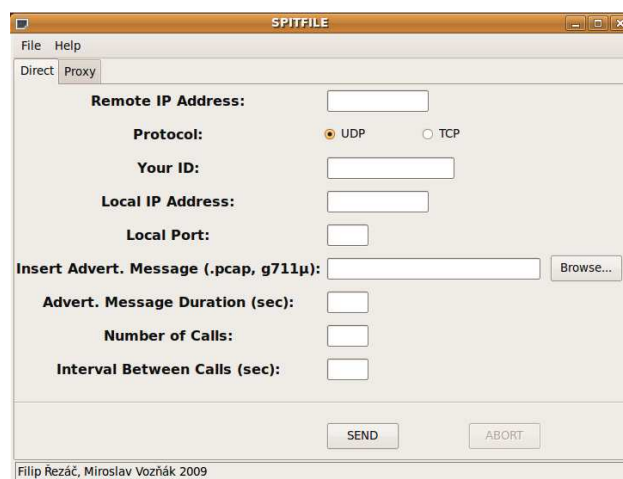 SPITFILE
File Help
Direct Proxy
Remote IP Address:
Protocol: UDP TCP
Your ID:
Local IP Address:
Local Port:
Insert Advert. Message (.pcap, g711µ): Browse...
Advert. Message Duration (sec):
Number of Calls:
Interval Between Calls (sec):
SEND ABORT
Filip Řezáč, Miroslav Vozňák 2009